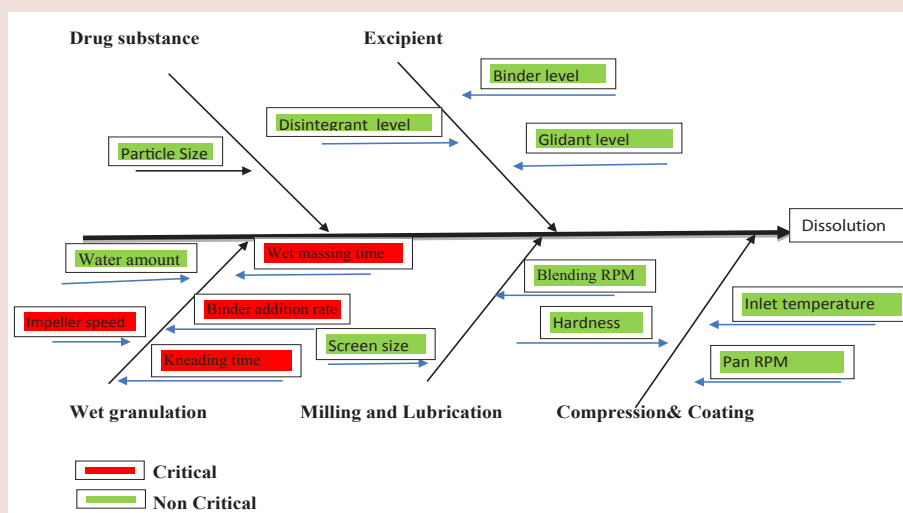 Drug substance
Excipient
Binder level
Disintegrant level
Glidant level
Particle Size
Dissolution
Water amount
Wet massing time
Blending RPM
Impeller speed
Binder addition rate
Hardness
Inlet temperature
Screen size
Kneading time
Pan RPM
Wet granulation
Milling and Lubrication
Compression& Coating
Critical
Non Critical